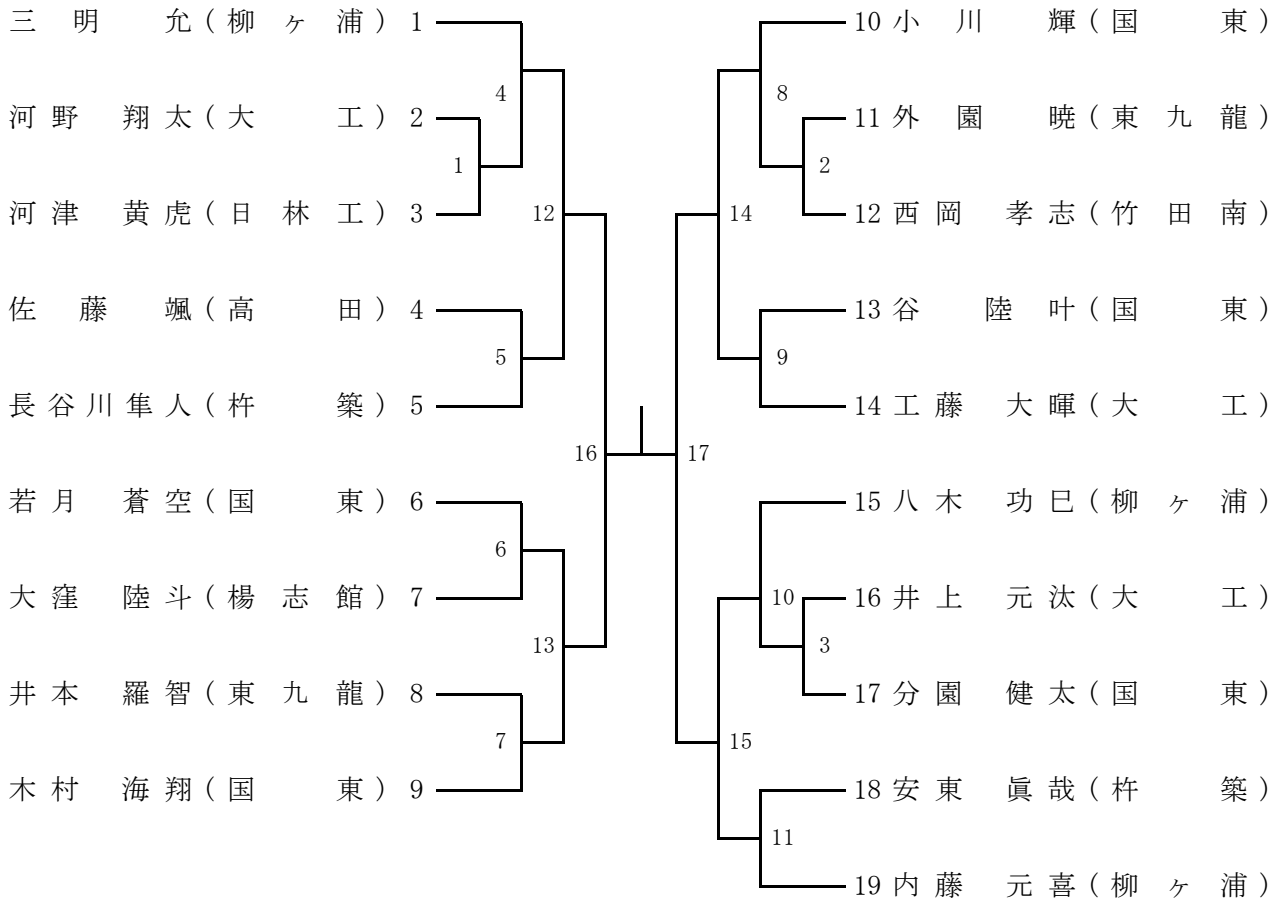 三 明 允 ( 柳 ヶ 浦 ) 1
4
河野 翔太 ( 大 工 ) 2
1
河津 黄虎 ( 日 林 工 ) 3
12
佐 藤 颯 ( 高 田 ) 4
5
長谷川隼人 ( 杵 築 ) 5
16
若月 蒼空 ( 国 東 ) 6
6
大窪 陸斗 ( 楊 志 館 ) 7
13
井本 羅智 ( 東 九 龍 ) 8
7
木村 海翔 ( 国 東 ) 9
10 小 川 輝 ( 国 東 )
8
11 外 園 暁 ( 東 九 龍 )
2
12 西岡 孝志 ( 竹 田 南 )
14
13 谷 陸叶 ( 国 東 )
9
14 工藤 大暉 ( 大 工 )
17
15 八木 功巳 ( 柳 ヶ 浦 )
10
16 井上 元汰 ( 大 工 )
3
17 分園 健太 ( 国 東 )
15
18 安東 眞哉 ( 杵 築 )
11
19 内藤 元喜 ( 柳 ヶ 浦 )